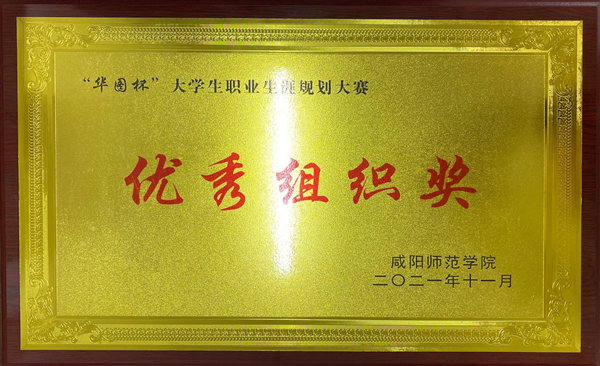 “华图杯”大学生职业生涯规划大赛
优秀组织奖
咸阳师范学院
二〇二一年十一月